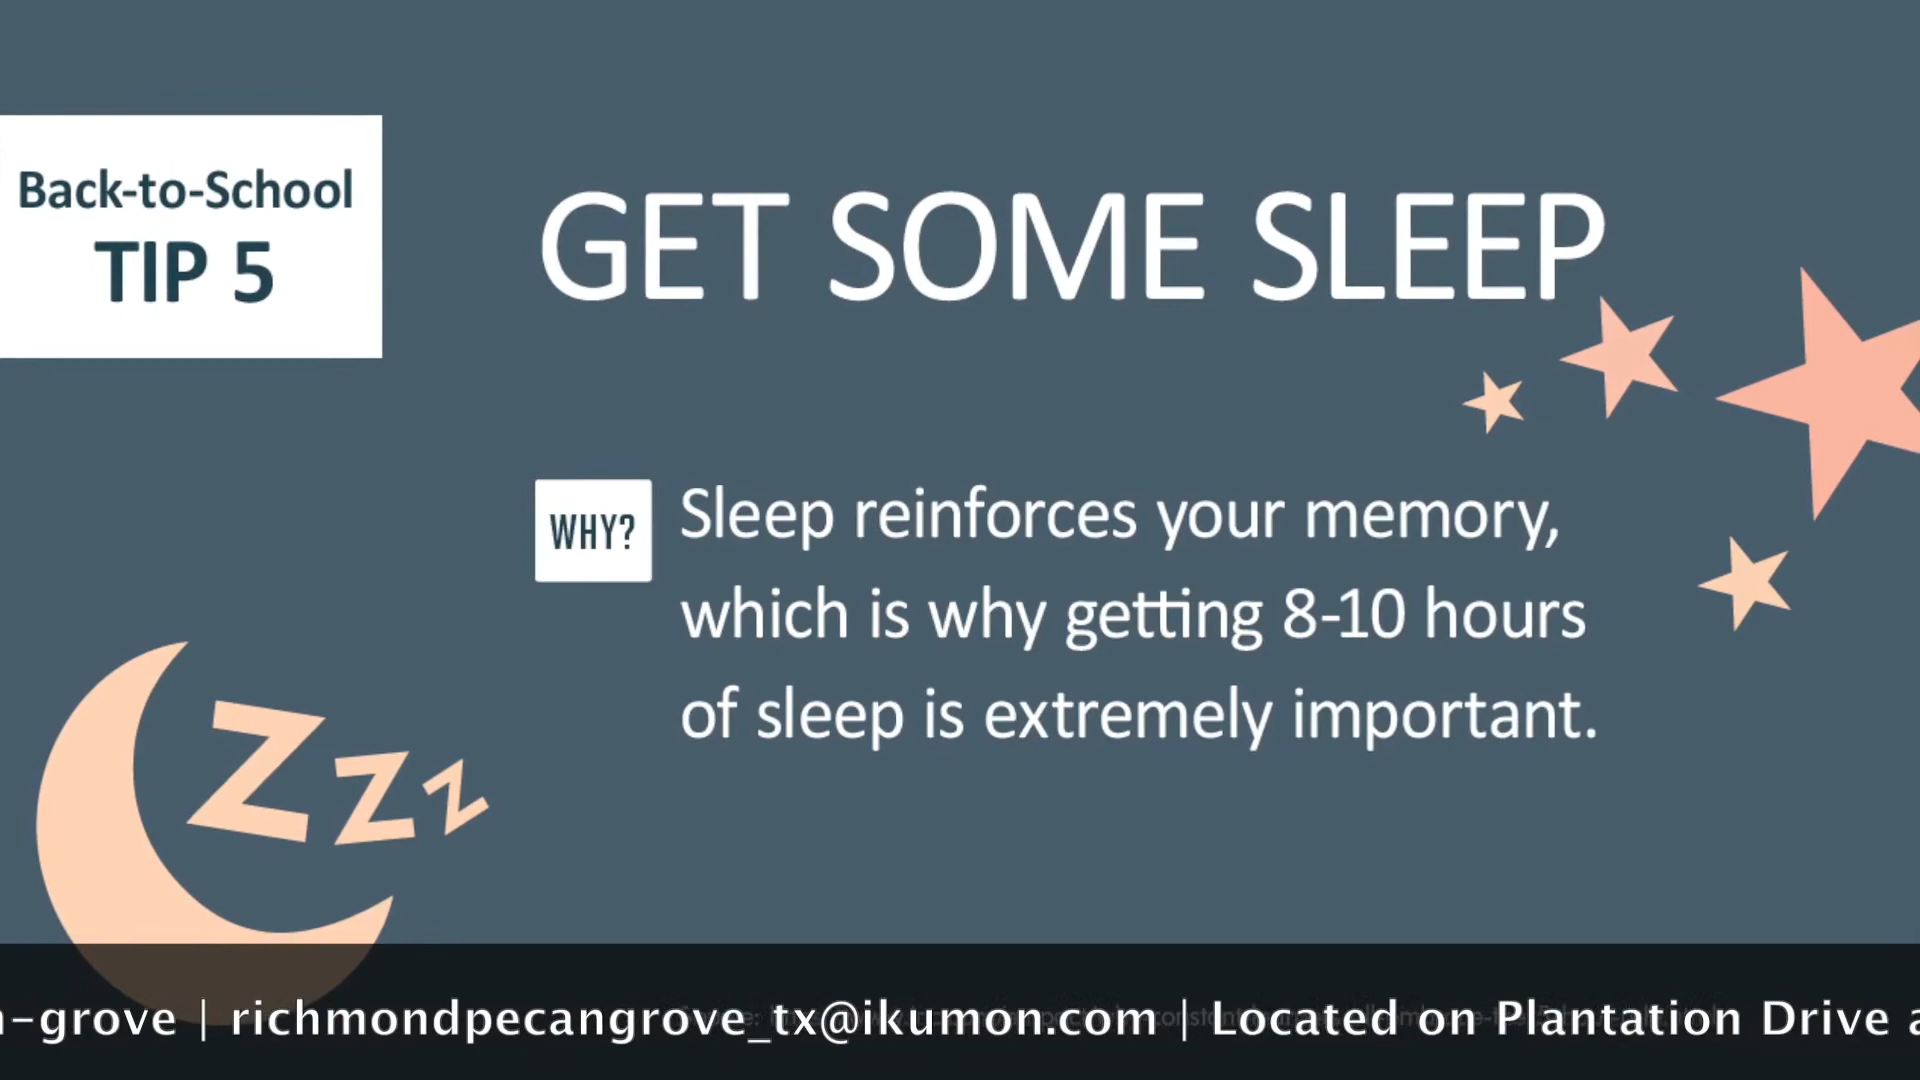 Back-to-School
TIP 5
GET SOME SLEEP
WHY?
Sleep reinforces your memory,
which is why getting 8-10 hours
of sleep is extremely important.
Zzz
-grove | richmondpecangrove_tx@ikumon.com | Located on Plantation Drive